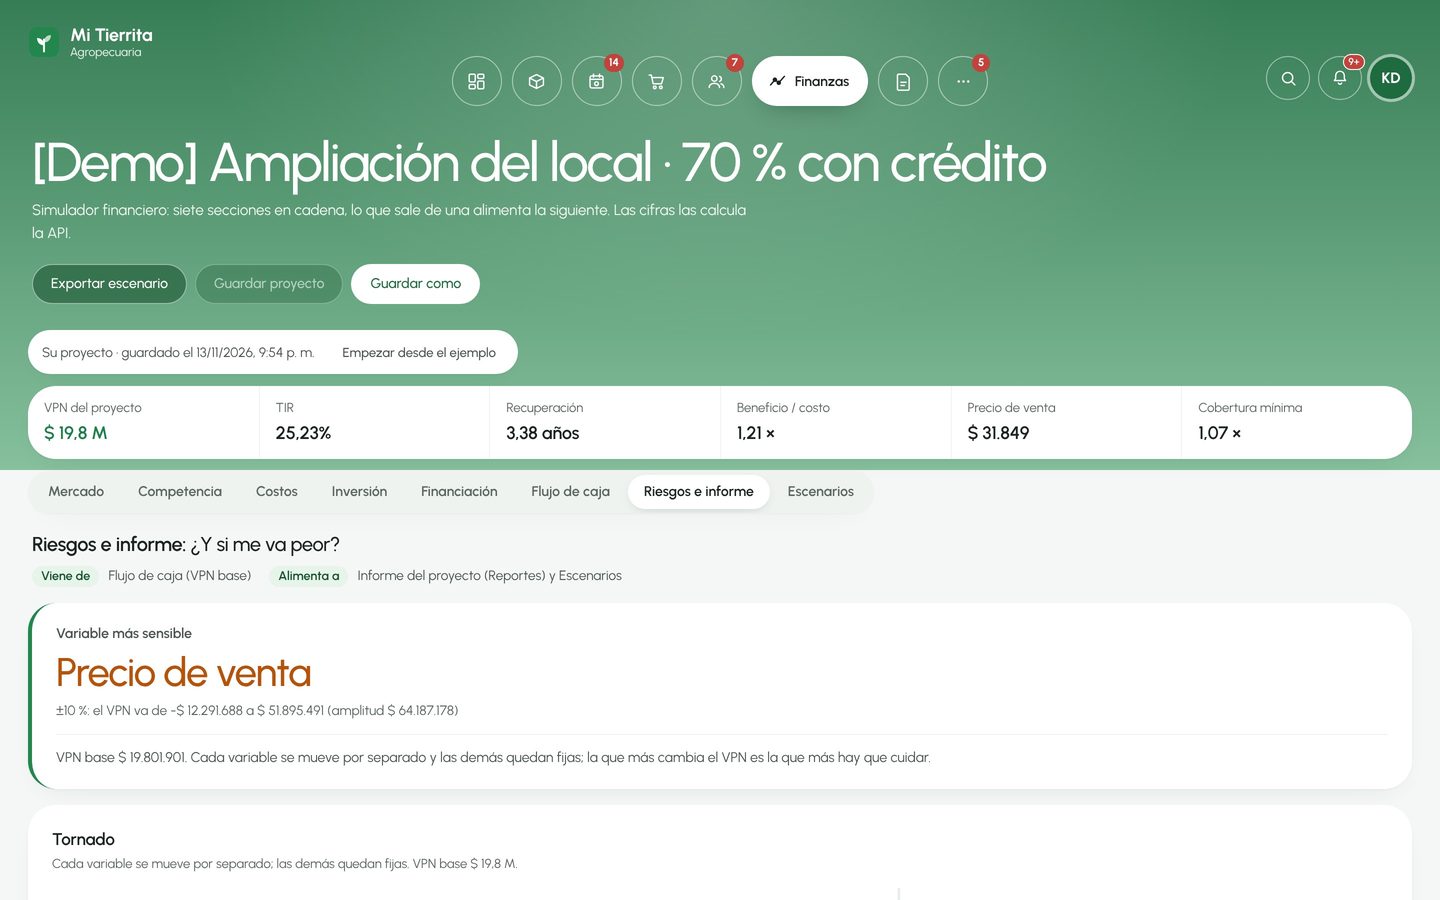 Mi Tierrita
Agropecuaria
14
7
Finanzas
5
9+
KD
[Demo] Ampliación del local · 70 % con crédito
Simulador financiero: siete secciones en cadena, lo que sale de una alimenta la siguiente. Las cifras las calcula
la API.
Exportar escenario
Guardar proyecto
Guardar como
Su proyecto · guardado el 13/11/2026, 9:54 p. m.
Empezar desde el ejemplo
VPN del proyecto
$ 19,8 M
TIR
25,23%
Recuperación
3,38 años
Beneficio / costo
1,21 ×
Precio de venta
$ 31.849
Cobertura mínima
1,07 ×
Mercado
Competencia
Costos
Inversión
Financiación
Flujo de caja
Riesgos e informe
Escenarios
Riesgos e informe: ¿Y si me va peor?
Viene de Flujo de caja (VPN base) Alimenta a Informe del proyecto (Reportes) y Escenarios
Variable más sensible
Precio de venta
±10 %: el VPN va de -$ 12.291.688 a $ 51.895.491 (amplitud $ 64.187.178)
VPN base $ 19.801.901. Cada variable se mueve por separado y las demás quedan fijas; la que más cambia el VPN es la que más hay que cuidar.
Tornado
Cada variable se mueve por separado; las demás quedan fijas. VPN base $ 19,8 M.